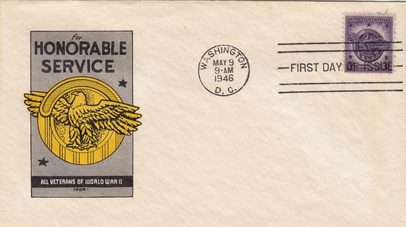 for
HONORABLE
SERVICE
ALL VETERANS OF WORLD WAR II
WASHINGTON
MAY 9
9-AM
1946
D. C.
FIRST DAY OF ISSUE